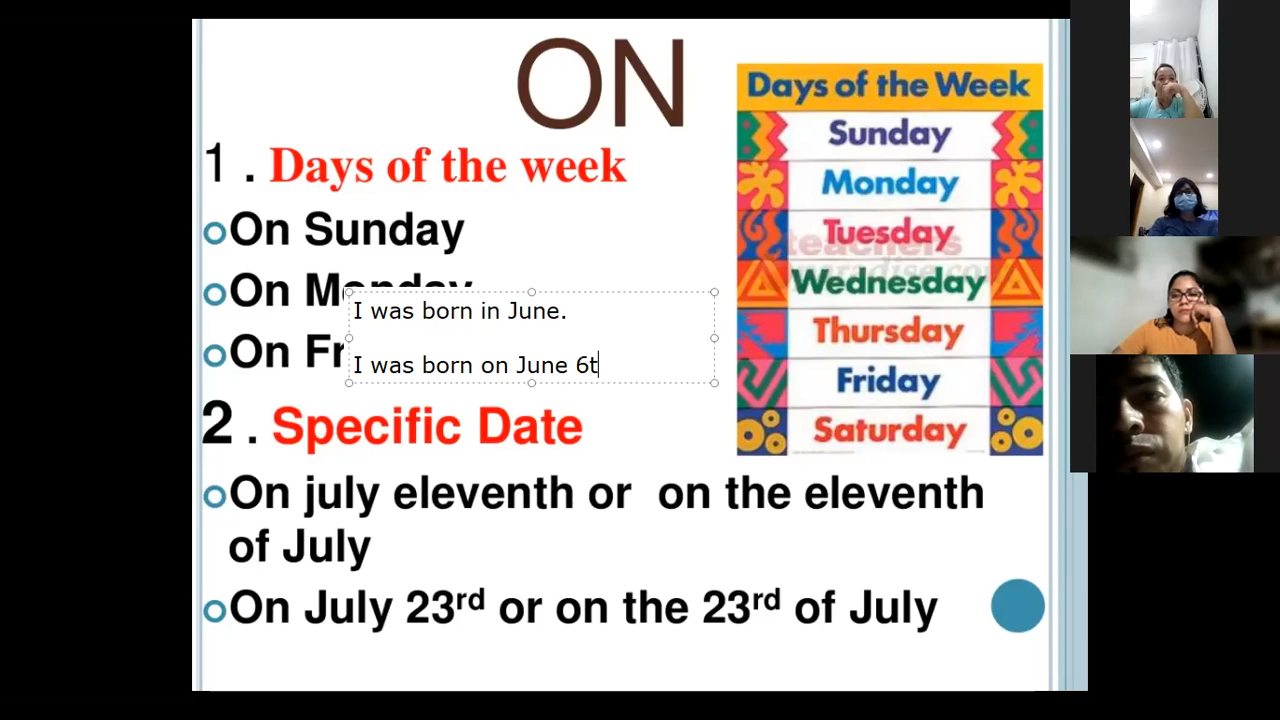 ON
1 . Days of the week
On Sunday
On Monday
On Fr
I was born in June.
I was born on June 6t
2 . Specific Date
On july eleventh or on the eleventh
of July
On July 23rd or on the 23rd of July
Days of the Week
Sunday
Monday
Tuesday
Wednesday
Thursday
Friday
Saturday